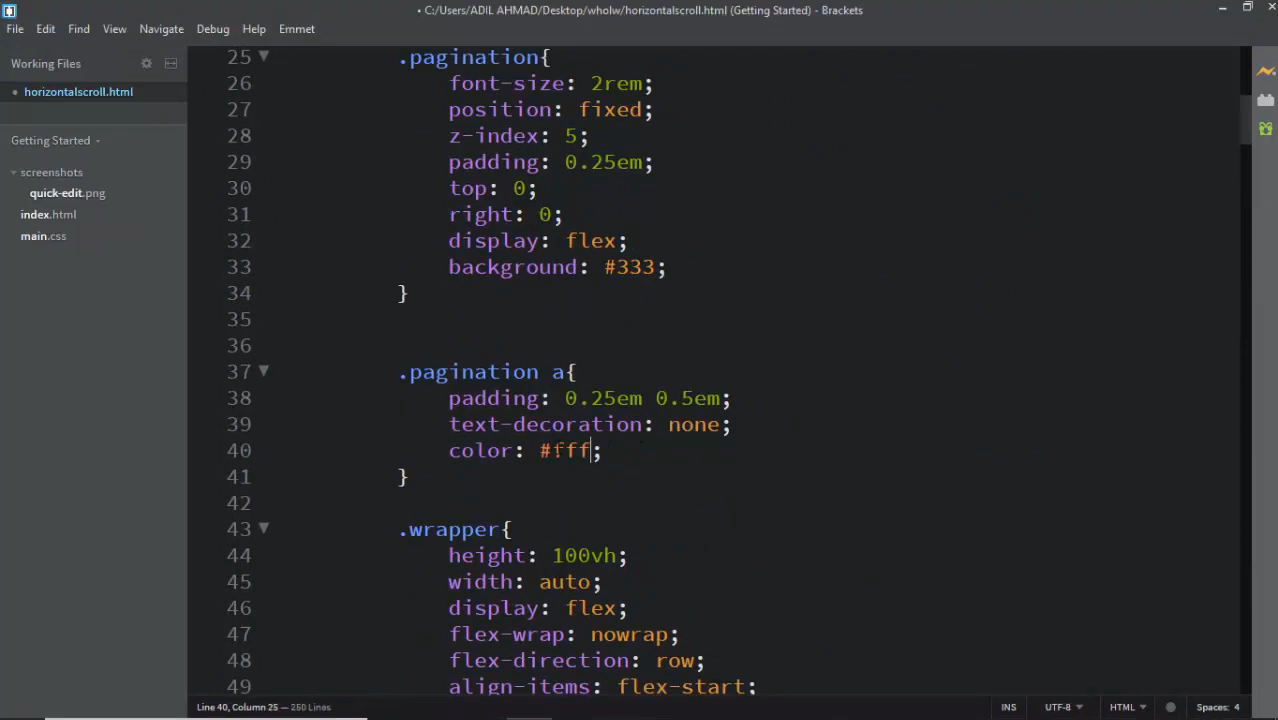 • C:/Users/ADIL AHMAD/Desktop/wholw/horizontalscroll.html (Getting Started) - Brackets
File Edit Find View Navigate Debug Help Emmet
Working Files
• horizontalscroll.html
Getting Started
screenshots
quick-edit.png
index.html
main.css
25 .pagination{
26 font-size: 2rem;
27 position: fixed;
28 z-index: 5;
29 padding: 0.25em;
30 top: 0;
31 right: 0;
32 display: flex;
33 background: #333;
34 }
35
36
37 .pagination a{
38 padding: 0.25em 0.5em;
39 text-decoration: none;
40 color: #fff;
41 }
42
43 .wrapper{
44 height: 100vh;
45 width: auto;
46 display: flex;
47 flex-wrap: nowrap;
48 flex-direction: row;
49 align-items: flex-start;
Line 40, Column 25 — 250 Lines INS UTF-8 HTML Spaces: 4